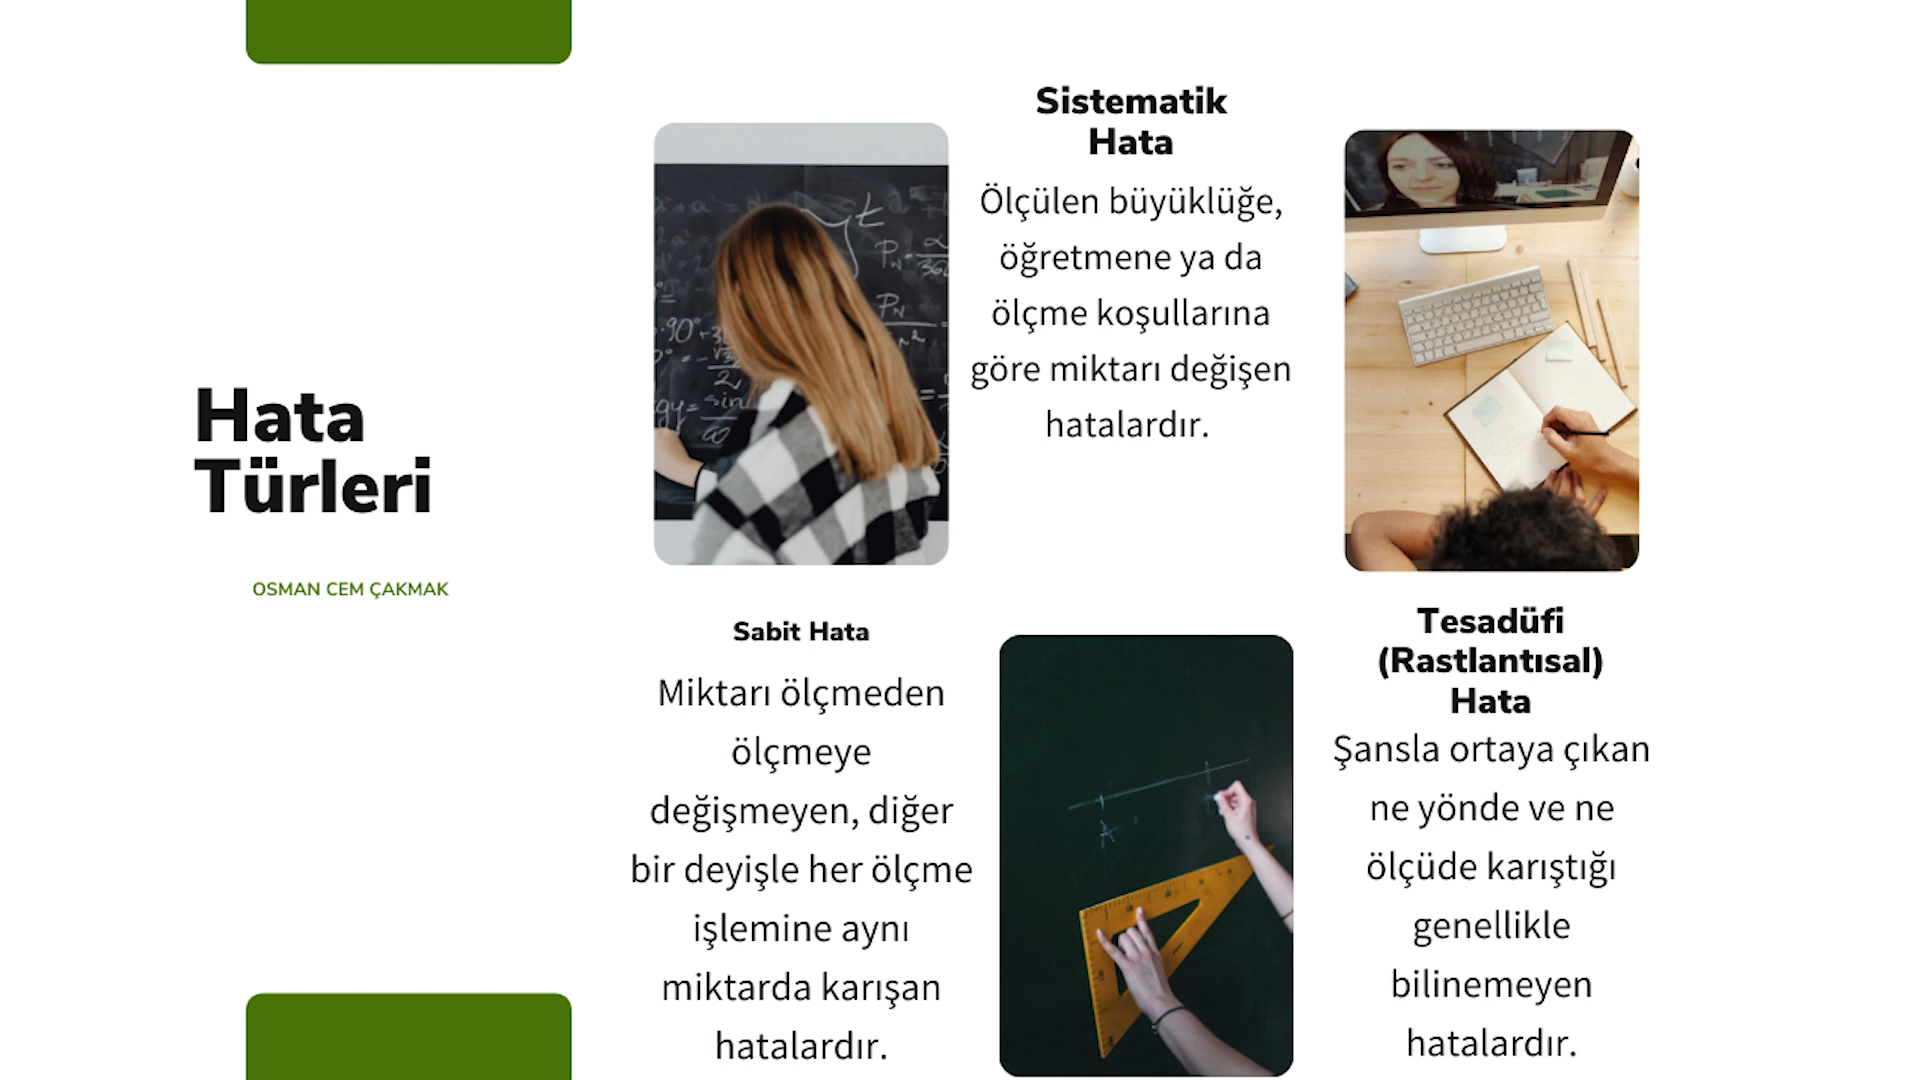 Hata
Türleri
OSMAN CEM ÇAKMAK
Sabit Hata
Miktarı ölçmeden
ölçmeye
değişmeyen, diğer
bir deyişle her ölçme
işlemine aynı
miktarda karışan
hatalardır.
Sistematik
Hata
Ölçülen büyüklüğe,
öğretmene ya da
ölçme koşullarına
göre miktarı değişen
hatalardır.
Tesadüfi
(Rastlantısal)
Hata
Şansla ortaya çıkan
ne yönde ve ne
ölçüde karıştığı
genellikle
bilinemeyen
hatalardır.